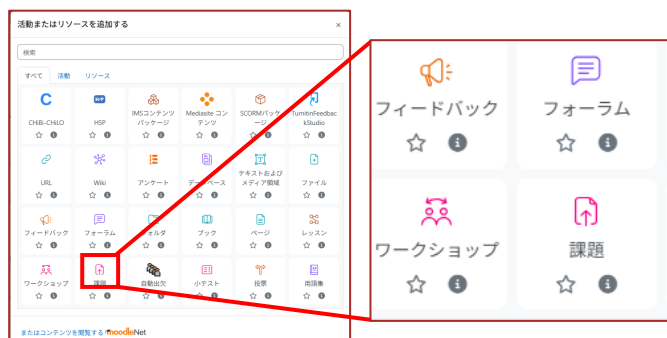 活動またはリソースを追加する ×
検索
すべて 活動 リソース
CHiBi-CHiLO H5P IMSコンテンツパッケージ Mediasite コンテンツ SCORMパッケージ TurnitinFeedbackStudio
URL Wiki アンケート データベース テキストおよびメディア領域 ファイル
フィードバック フォーラム フォルダ ブック ページ レッスン
ワークショップ 課題 自動出欠 小テスト 投票 用語集
またはコンテンツを閲覧する moodleNet
フィードバック フォーラム
ワークショップ 課題